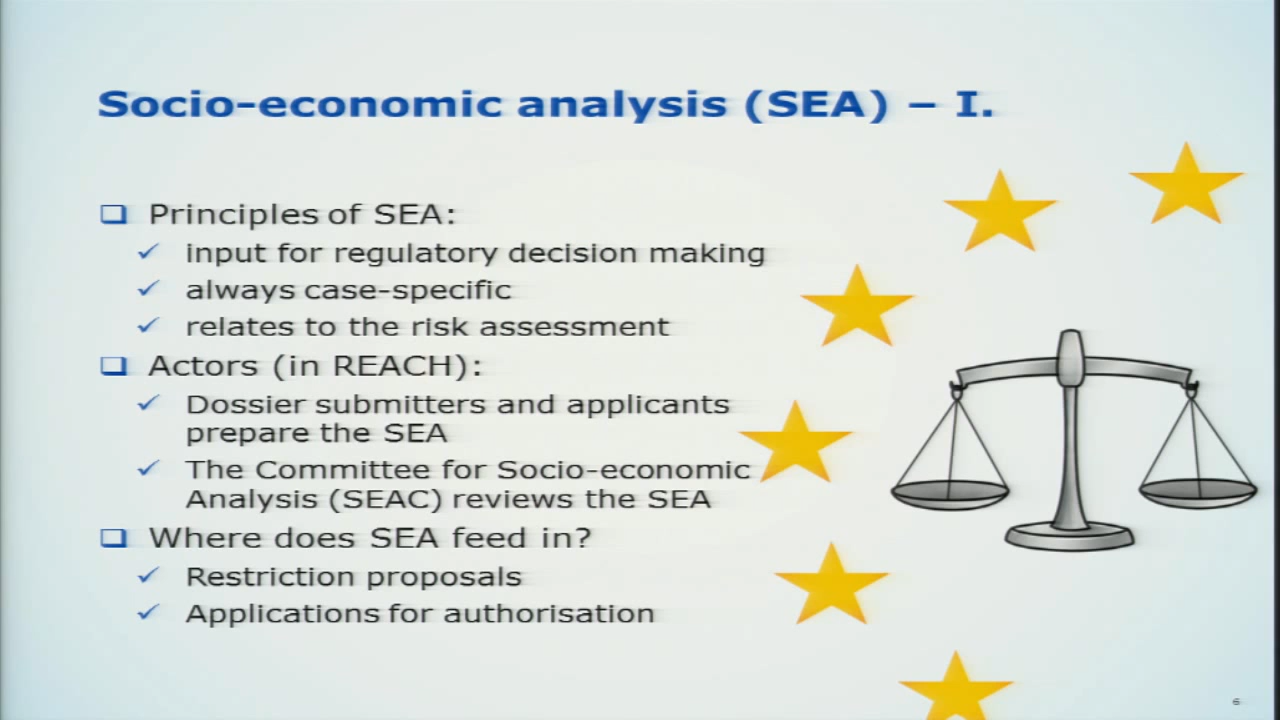 Socio-economic analysis (SEA) – I.
❑ Principles of SEA:
✓ input for regulatory decision making
✓ always case-specific
✓ relates to the risk assessment
❑ Actors (in REACH):
✓ Dossier submitters and applicants
prepare the SEA
✓ The Committee for Socio-economic
Analysis (SEAC) reviews the SEA
❑ Where does SEA feed in?
✓ Restriction proposals
✓ Applications for authorisation
6